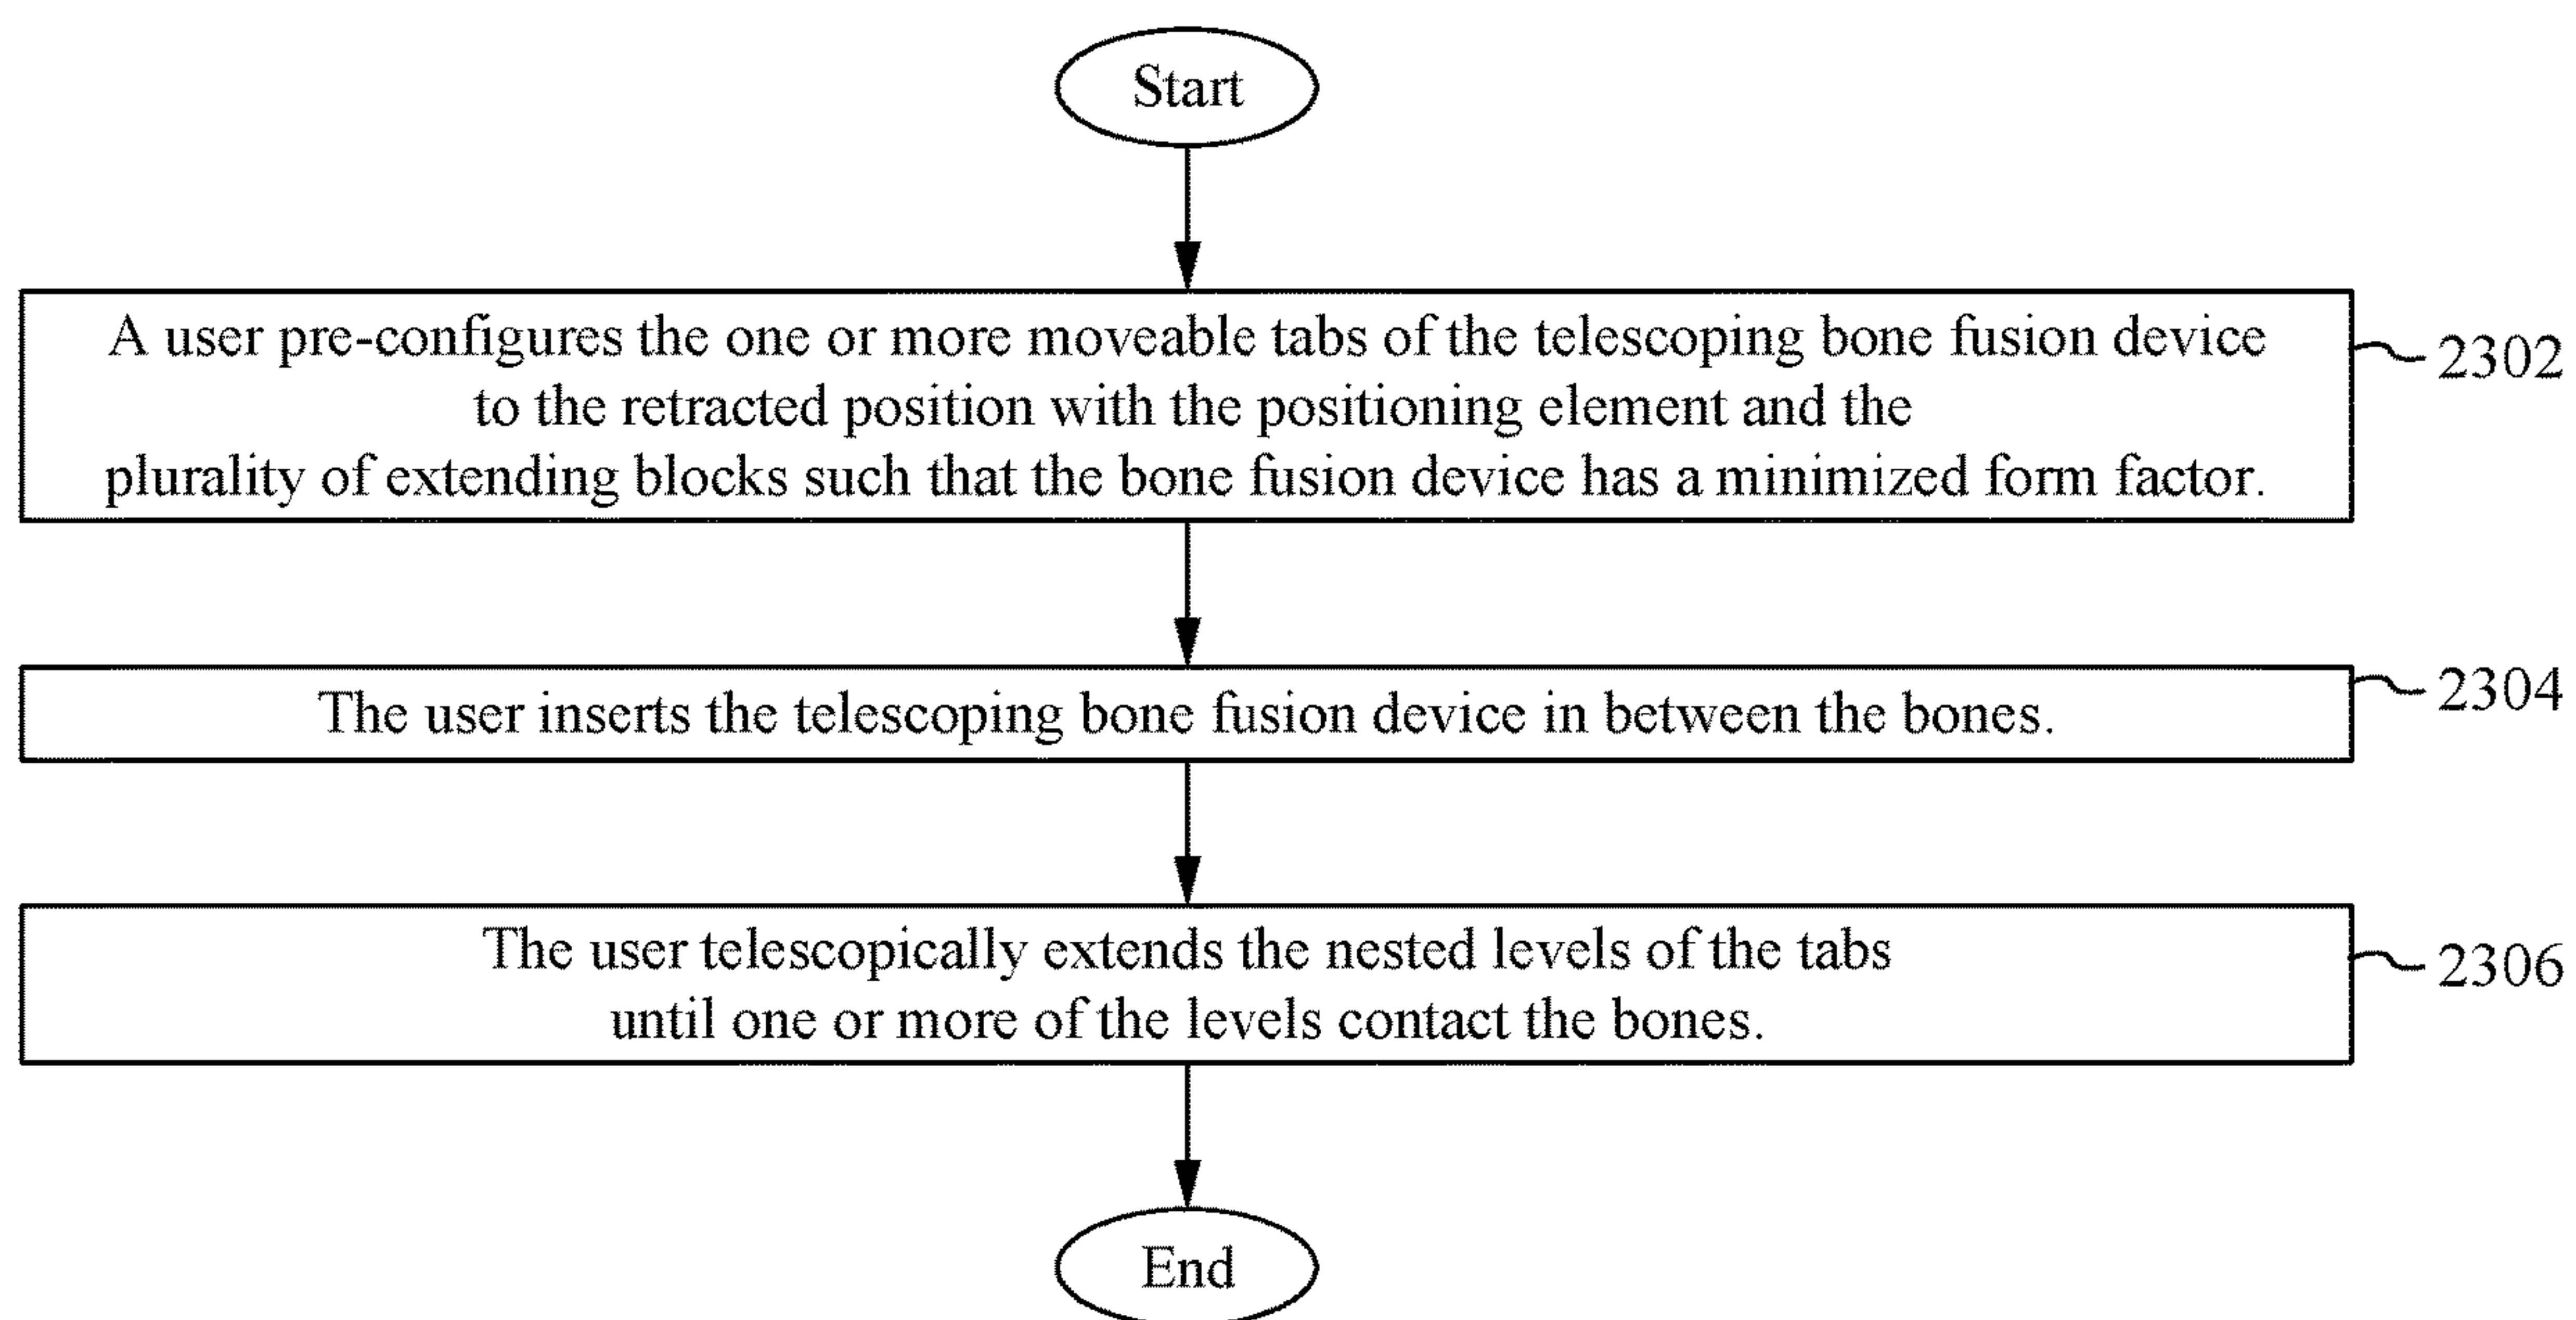 Start
A user pre-configures the one or more moveable tabs of the telescoping bone fusion device
to the retracted position with the positioning element and the
plurality of extending blocks such that the bone fusion device has a minimized form factor.
2302
The user inserts the telescoping bone fusion device in between the bones.
2304
The user telescopically extends the nested levels of the tabs
until one or more of the levels contact the bones.
2306
End